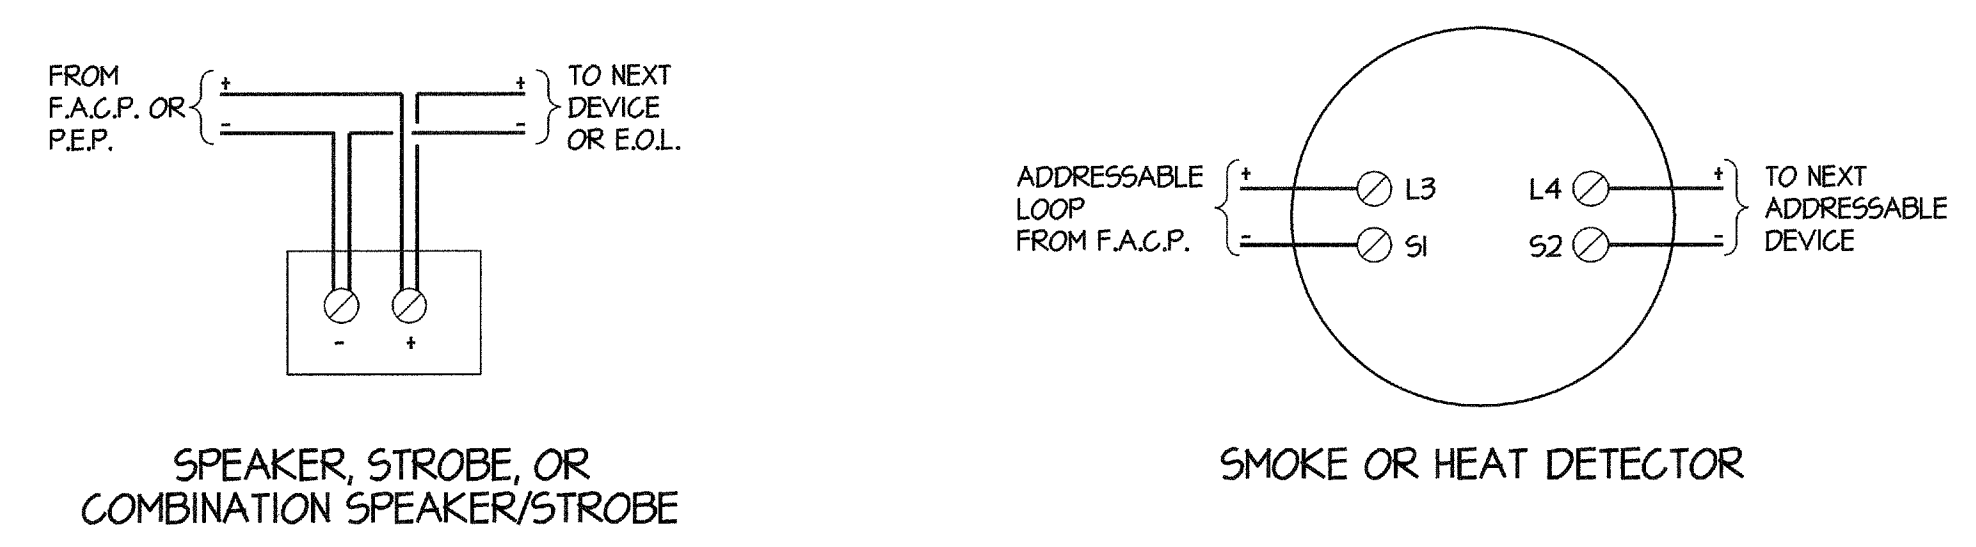 FROM
F.A.C.P. OR
P.E.P.
+
-
+
-
TO NEXT
DEVICE
OR E.O.L.
- +
SPEAKER, STROBE, OR
COMBINATION SPEAKER/STROBE
ADDRESSABLE
LOOP
FROM F.A.C.P.
+
-
L3
S1
L4
S2
+
-
TO NEXT
ADDRESSABLE
DEVICE
SMOKE OR HEAT DETECTOR